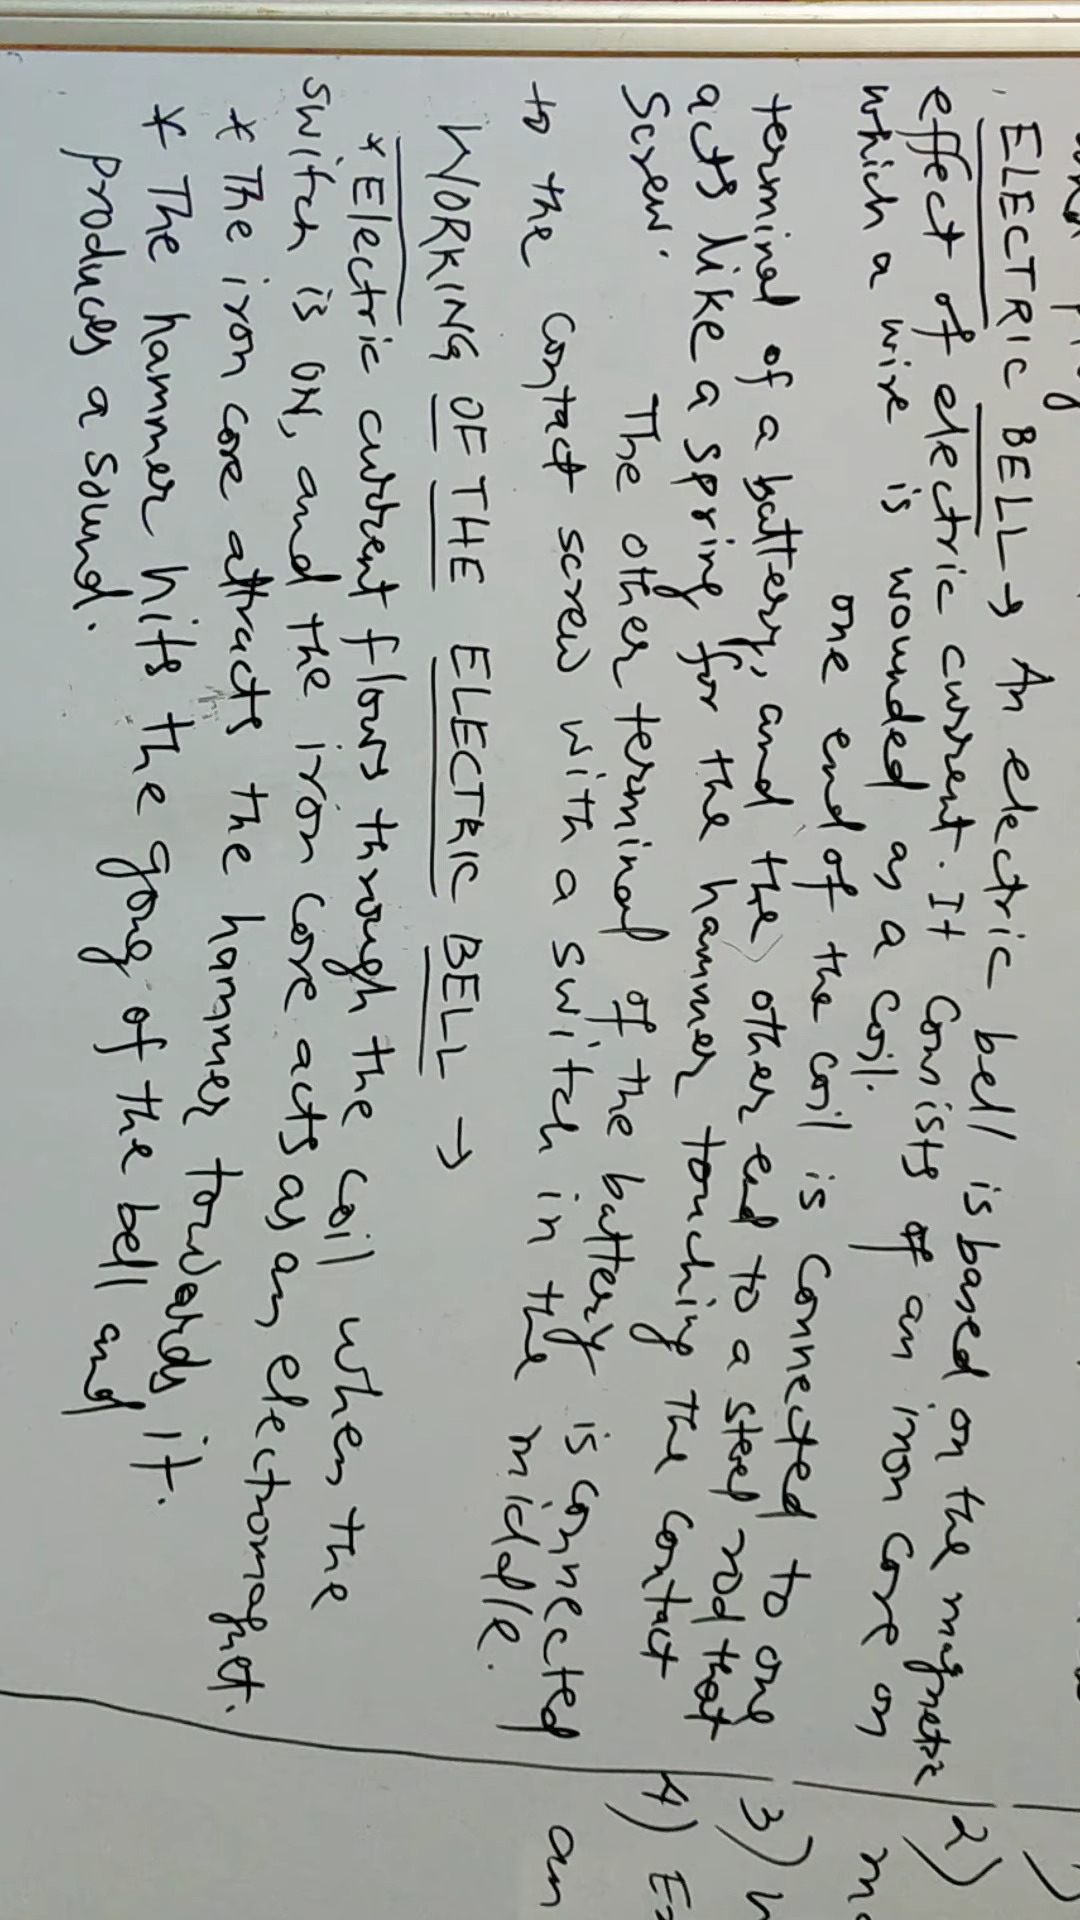 ELECTRIC BELL → An electric bell is based on the magnetic
effect of electric current. It consists of an iron core on
which a wire is wounded as a coil.
one end of the coil is connected to one
terminal of a battery, and the other end to a steel rod that
acts like a spring for the hammer touching the contact
screw.
The other terminal of the battery is connected
to the contact screw with a switch in the middle.
WORKING OF THE ELECTRIC BELL →
* Electric current flows through the coil when the
switch is ON, and the iron core acts as an electromagnet.
* The iron core attracts the hammer towards it.
* The hammer hits the gong of the bell and
produces a sound.
2)
3)
4)
an